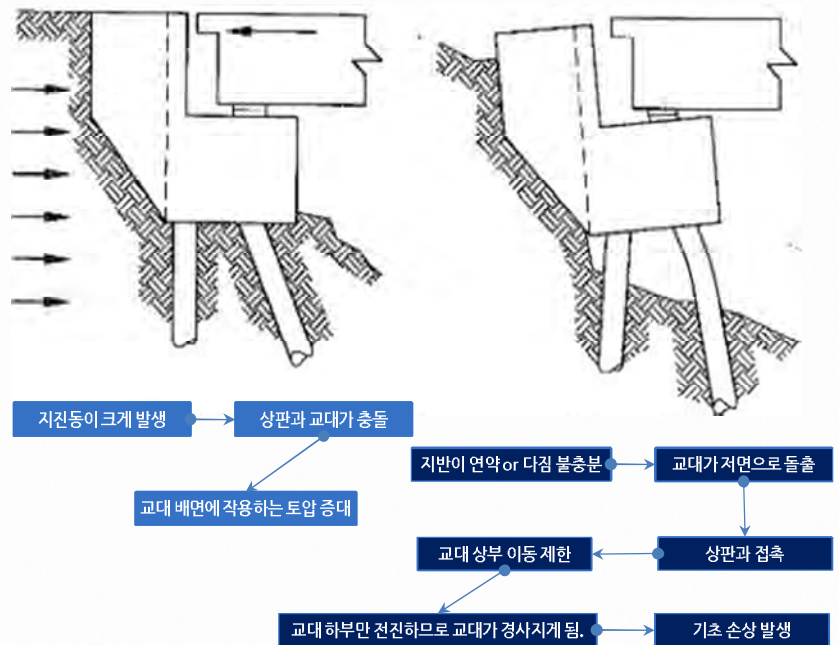 지진동이 크게 발생
상판과 교대가 충돌
교대 배면에 작용하는 토압 증대
지반이 연약 or 다짐 불충분
교대가 저면으로 돌출
상판과 접촉
교대 상부 이동 제한
교대 하부만 전진하므로 교대가 경사지게 됨.
기초 손상 발생